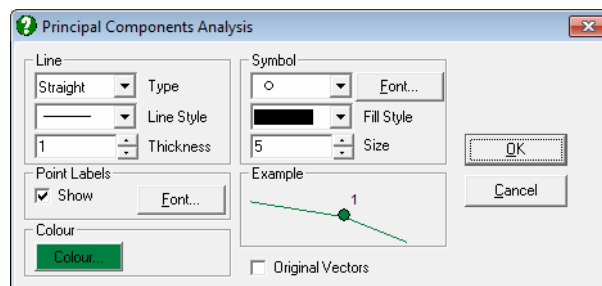 Principal Components Analysis
Line
Straight Type
Line Style
1 Thickness
Symbol
Font...
Fill Style
5 Size
Point Labels
Show Font...
Example
1
Colour
Colour...
Original Vectors
OK
Cancel